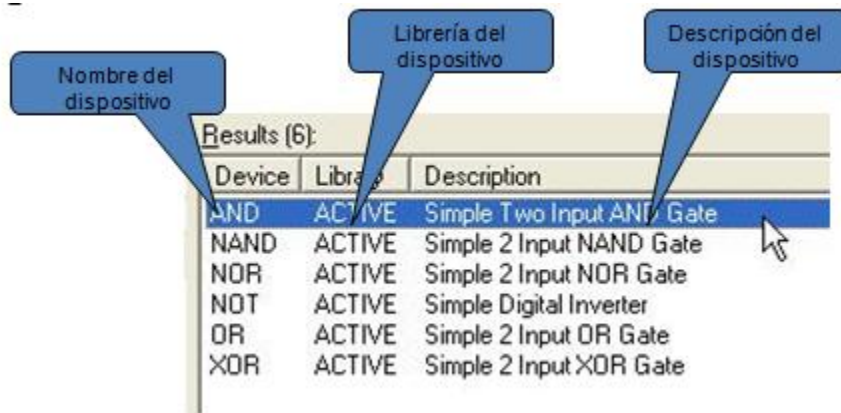 Nombre del
dispositivo
Librería del
dispositivo
Descripción del
dispositivo
Results (6):
Device Library Description
AND ACTIVE Simple Two Input AND Gate
NAND ACTIVE Simple 2 Input NAND Gate
NOR ACTIVE Simple 2 Input NOR Gate
NOT ACTIVE Simple Digital Inverter
OR ACTIVE Simple 2 Input OR Gate
XOR ACTIVE Simple 2 Input XOR Gate